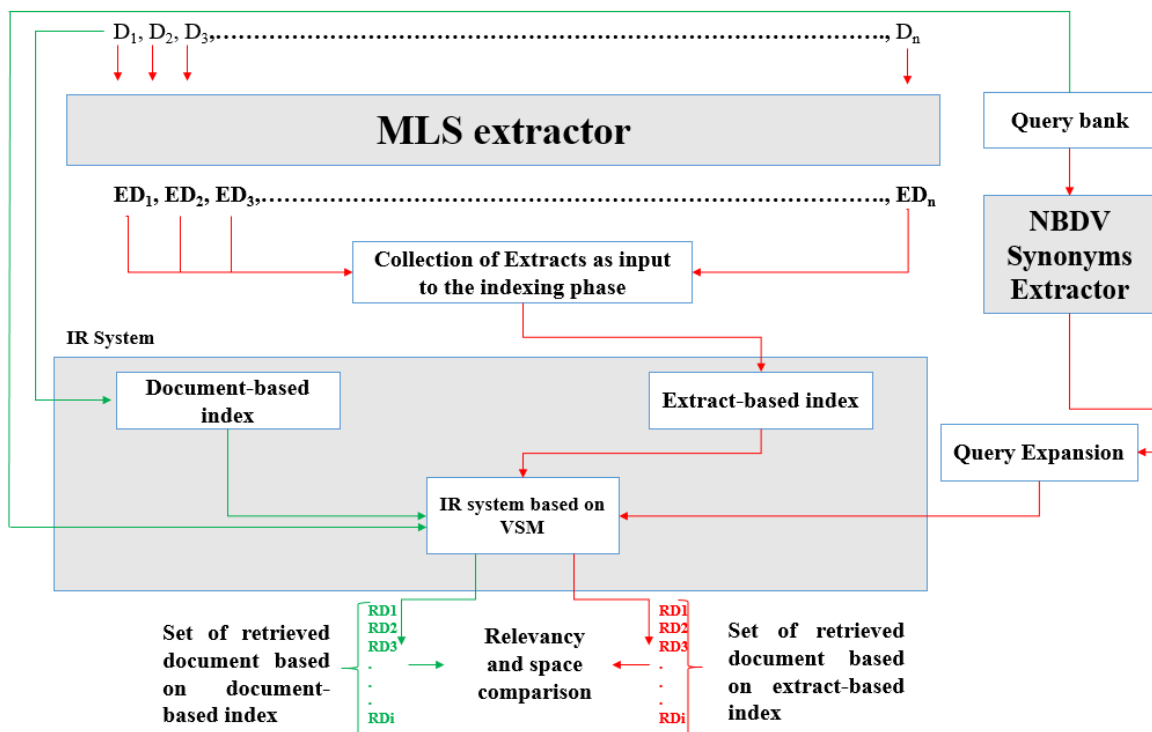 D1, D2, D3,……………………………………………………………………………., Dn
MLS extractor
Query bank
ED1, ED2, ED3,…………………………………………………………………….., EDn
NBDV
Synonyms
Extractor
Collection of Extracts as input
to the indexing phase
IR System
Document-based
index
Extract-based index
Query Expansion
IR system based on
VSM
Set of retrieved
document based
on document-
based index
RD1
RD2
RD3
.
.
.
RDi
Relevancy
and space
comparison
RD1
RD2
RD3
.
.
.
RDi
Set of retrieved
document based
on extract-based
index